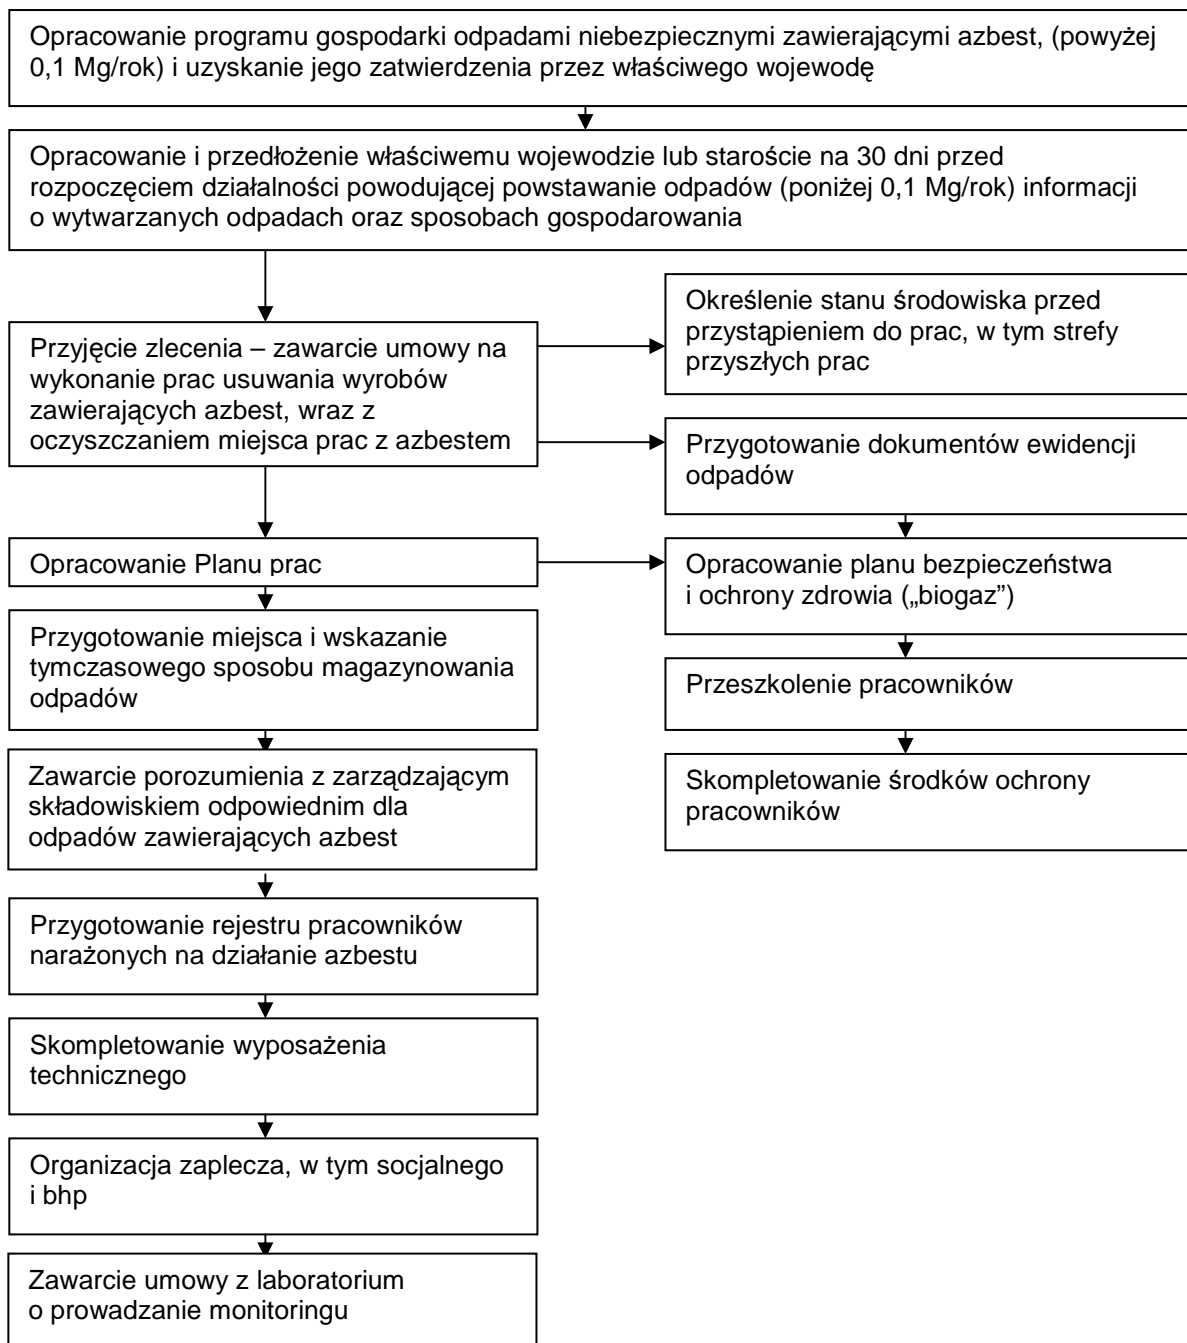 Opracowanie programu gospodarki odpadami niebezpiecznymi zawierającymi azbest, (powyżej
0,1 Mg/rok) i uzyskanie jego zatwierdzenia przez właściwego wojewodę
Opracowanie i przedłożenie właściwemu wojewodzie lub staroście na 30 dni przed
rozpoczęciem działalności powodującej powstawanie odpadów (poniżej 0,1 Mg/rok) informacji
o wytwarzanych odpadach oraz sposobach gospodarowania
Przyjęcie zlecenia – zawarcie umowy na
wykonanie prac usuwania wyrobów
zawierających azbest, wraz z
oczyszczaniem miejsca prac z azbestem
Określenie stanu środowiska przed
przystąpieniem do prac, w tym strefy
przyszłych prac
Przygotowanie dokumentów ewidencji
odpadów
Opracowanie Planu prac
Opracowanie planu bezpieczeństwa
i ochrony zdrowia („biogaz”)
Przygotowanie miejsca i wskazanie
tymczasowego sposobu magazynowania
odpadów
Przeszkolenie pracowników
Zawarcie porozumienia z zarządzającym
składowiskiem odpowiednim dla
odpadów zawierających azbest
Skompletowanie środków ochrony
pracowników
Przygotowanie rejestru pracowników
narażonych na działanie azbestu
Skompletowanie wyposażenia
technicznego
Organizacja zaplecza, w tym socjalnego
i bhp
Zawarcie umowy z laboratorium
o prowadzanie monitoringu